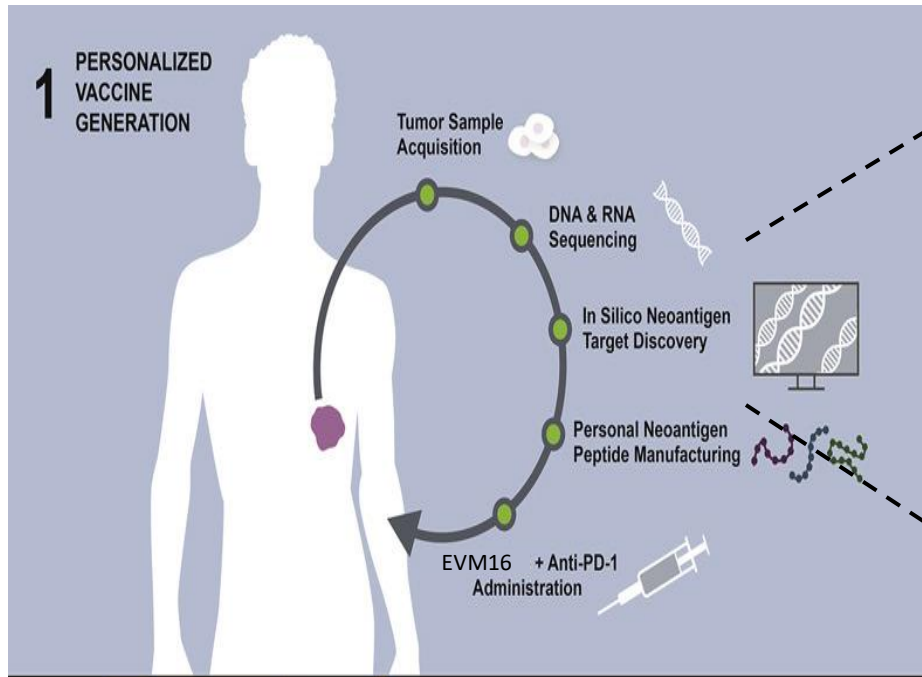 1
PERSONALIZED
VACCINE
GENERATION
Tumor Sample
Acquisition
DNA & RNA
Sequencing
In Silico Neoantigen
Target Discovery
Personal Neoantigen
Peptide Manufacturing
EVM16 + Anti-PD-1
Administration